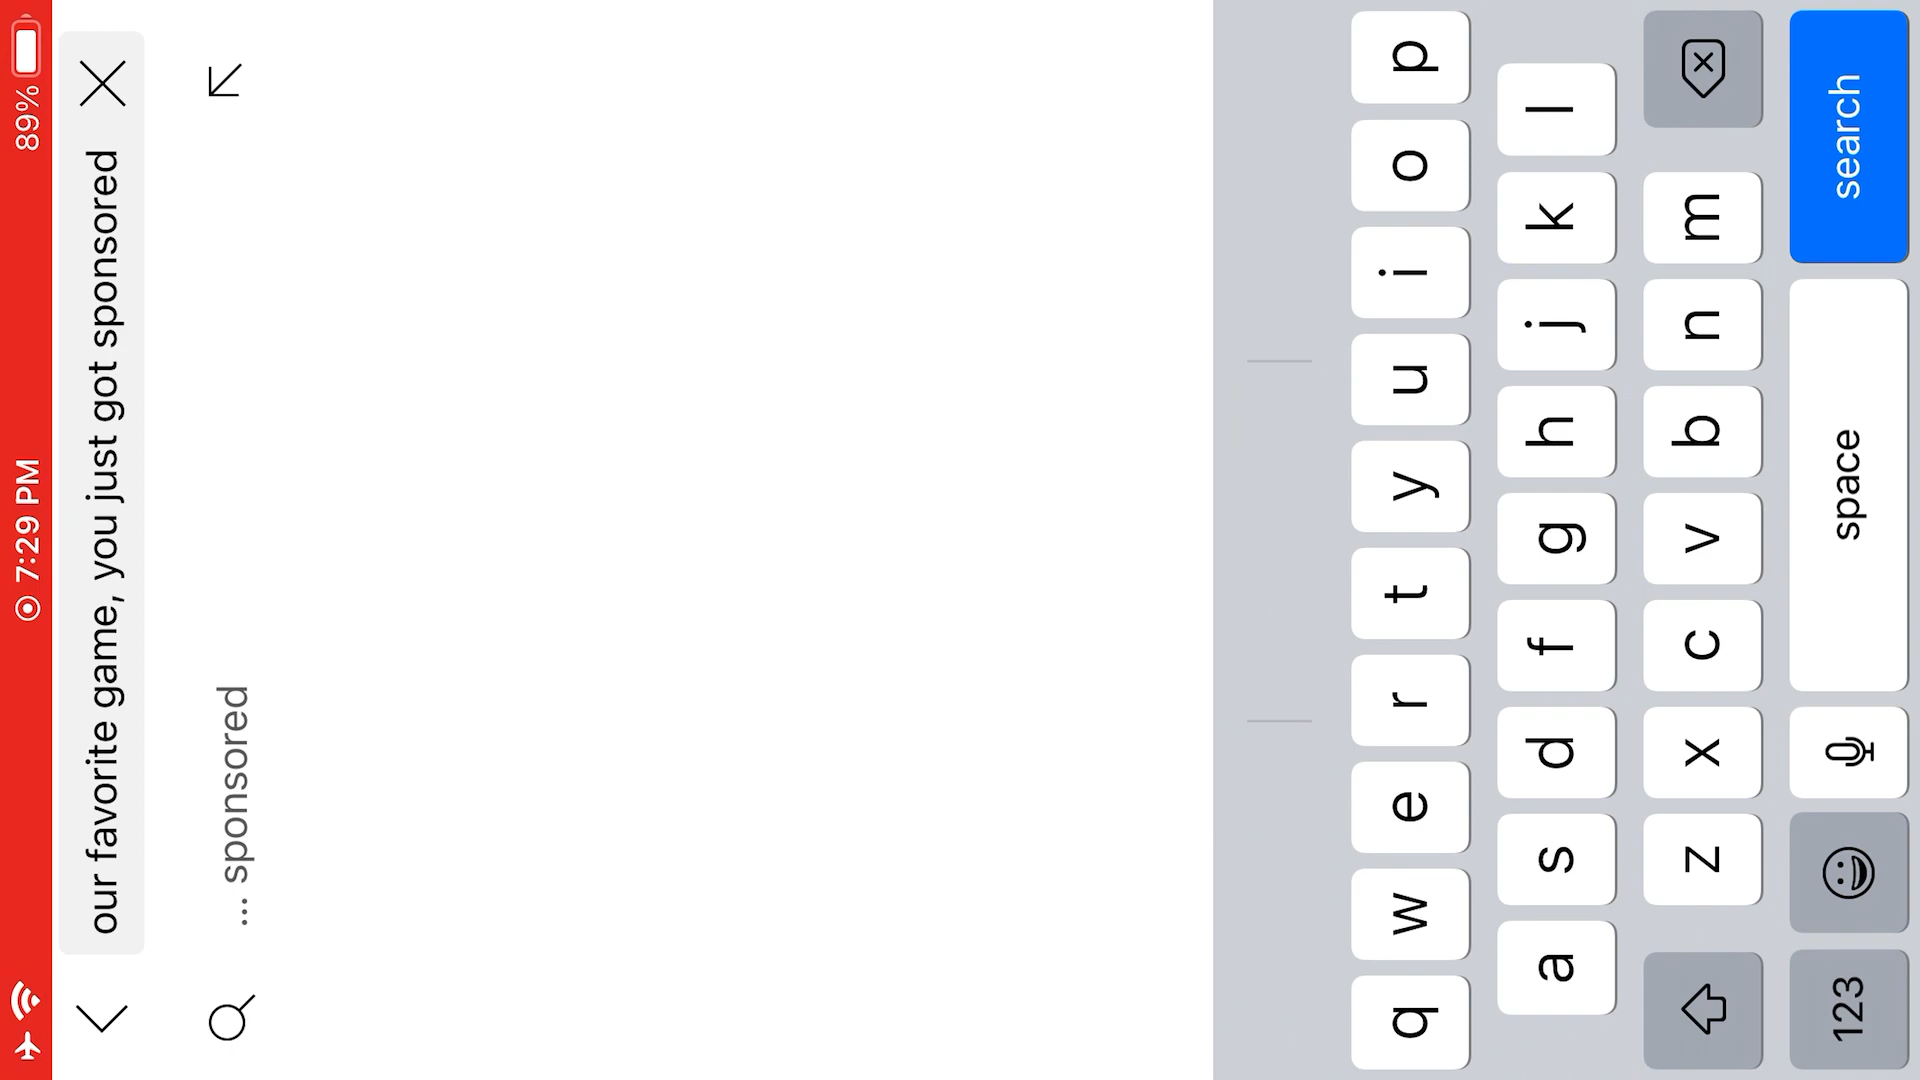 7:29 PM 89%
our favorite game, you just got sponsored
... sponsored
q w e r t y u i o p
a s d f g h j k l
z x c v b n m
123 space search